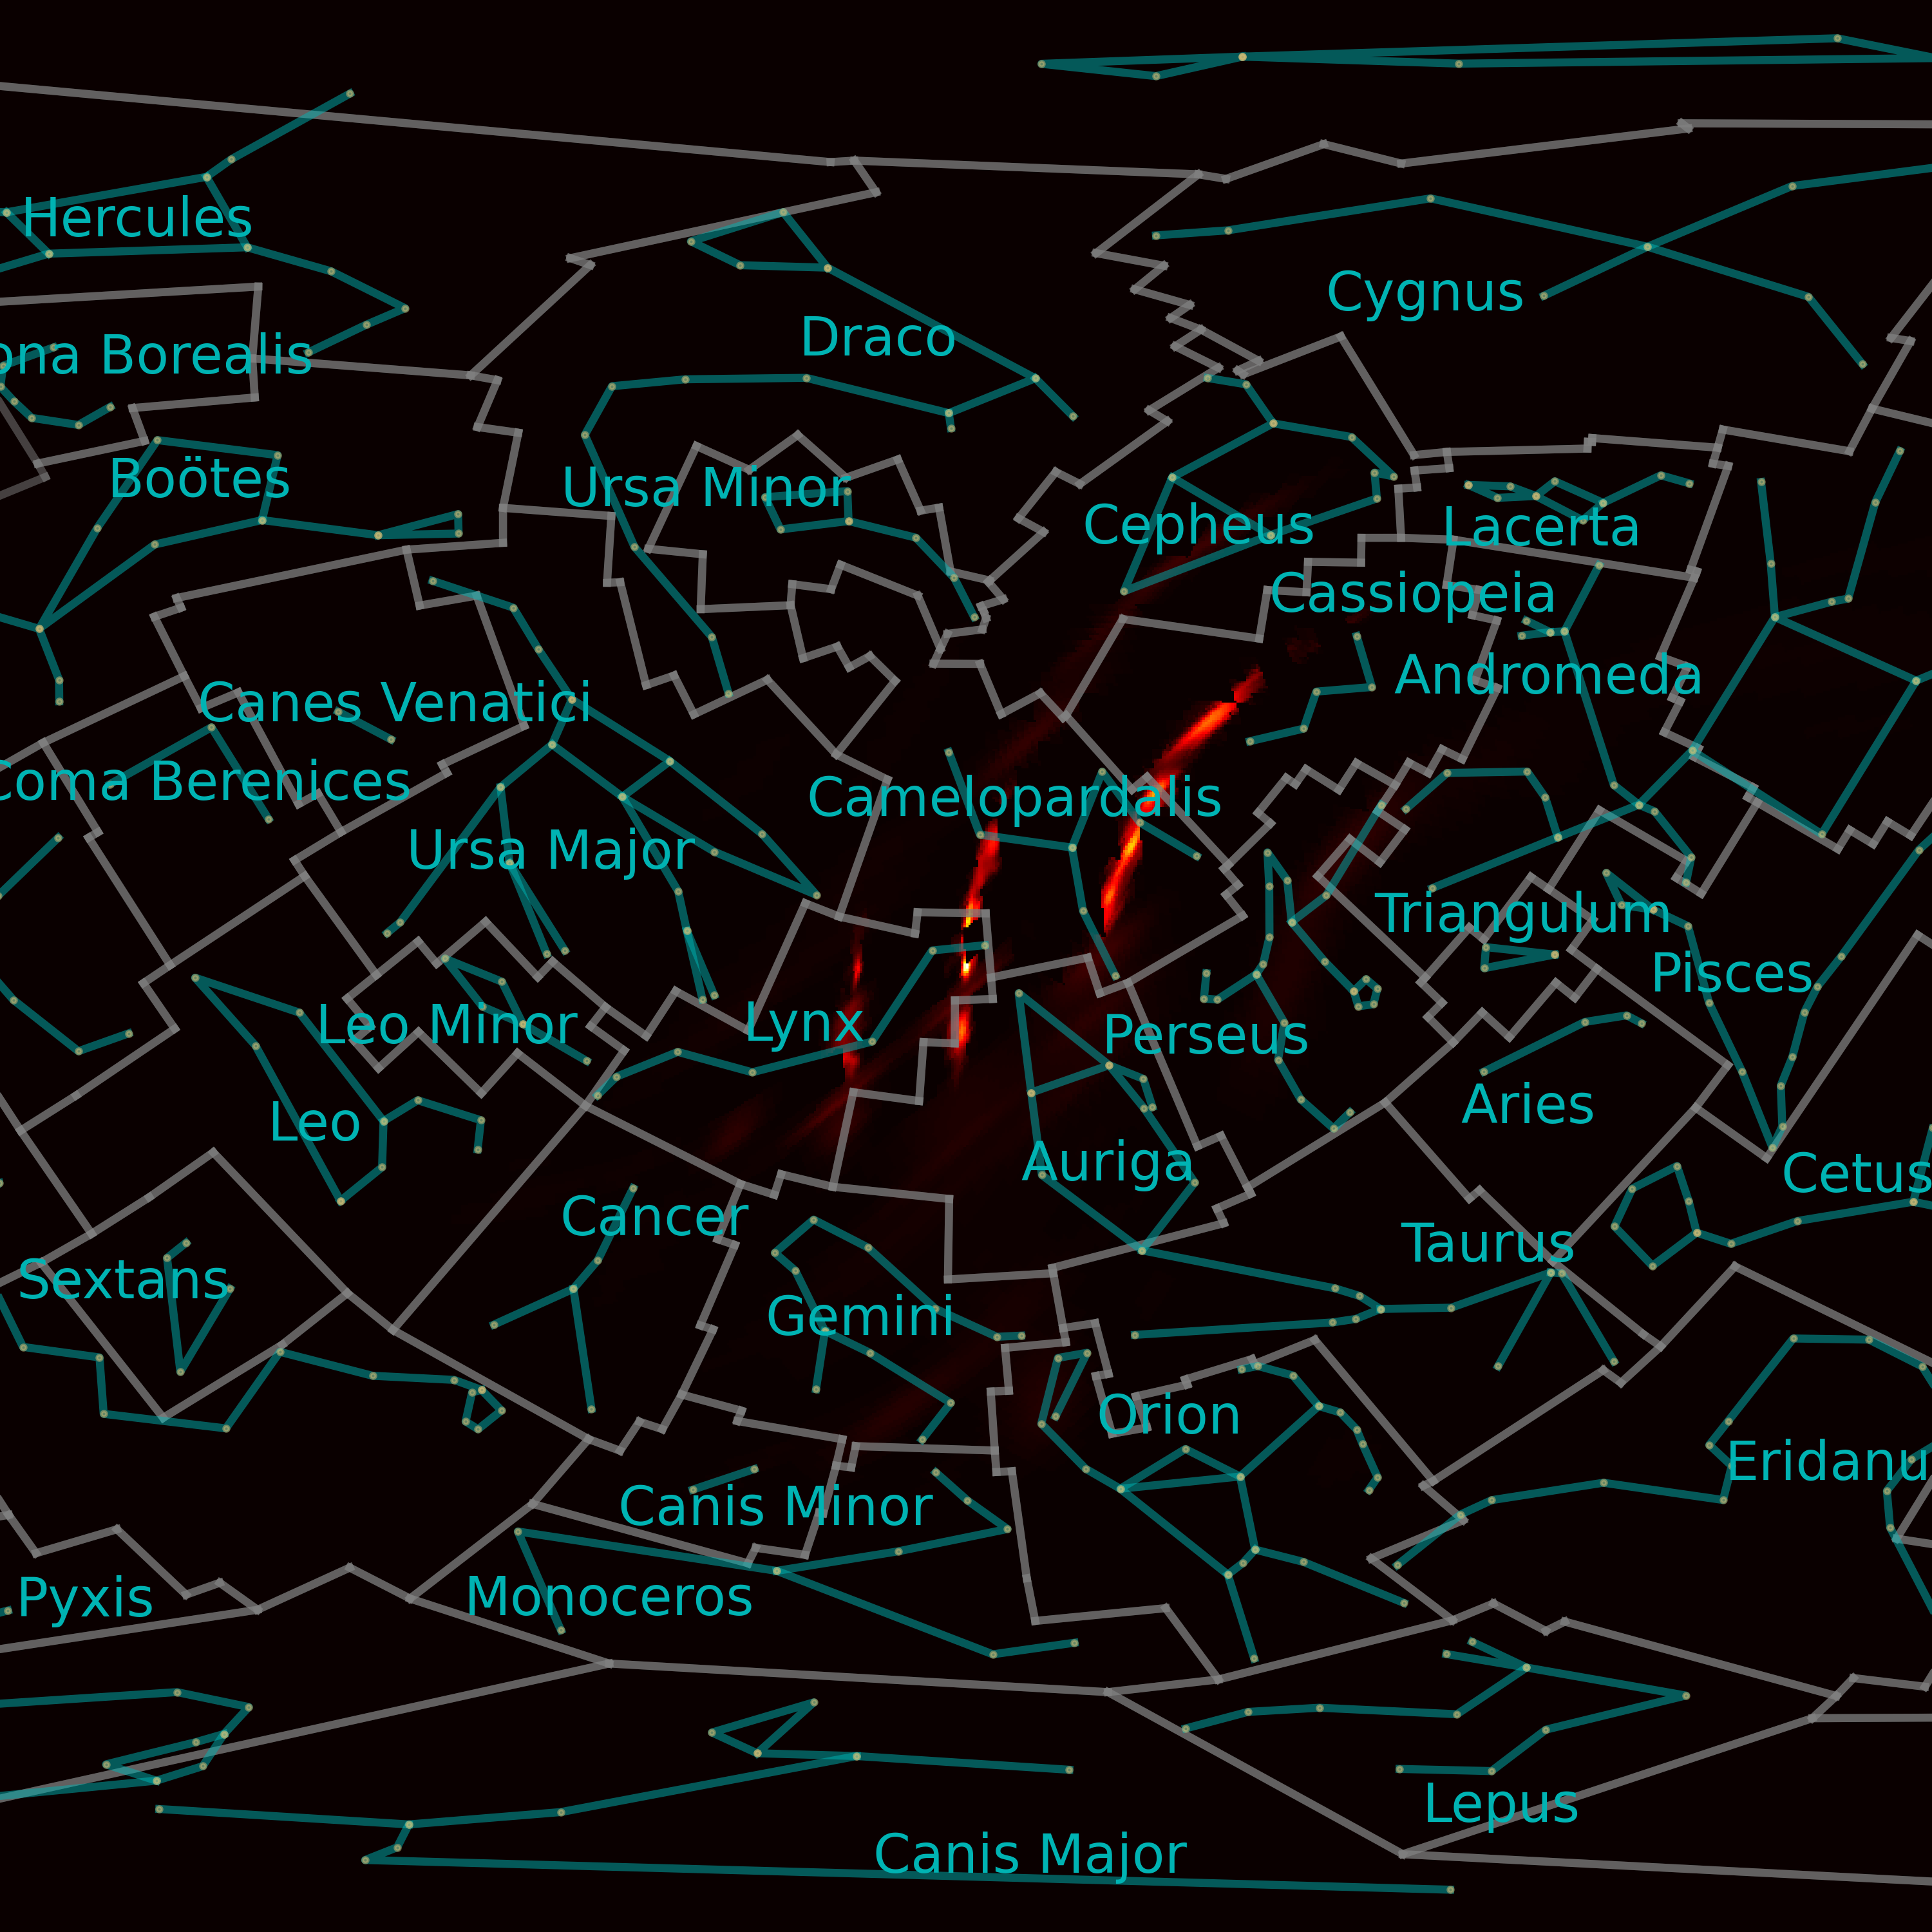 Hercules
Cygnus
Draco
ona Borealis
Boötes
Ursa Minor
Cepheus
Lacerta
Cassiopeia
Andromeda
Canes Venatici
Coma Berenices
Camelopardalis
Ursa Major
Triangulum
Pisces
Leo Minor
Lynx
Perseus
Aries
Leo
Auriga
Cetus
Cancer
Taurus
Sextans
Gemini
Orion
Eridanu
Canis Minor
Pyxis
Monoceros
Lepus
Canis Major